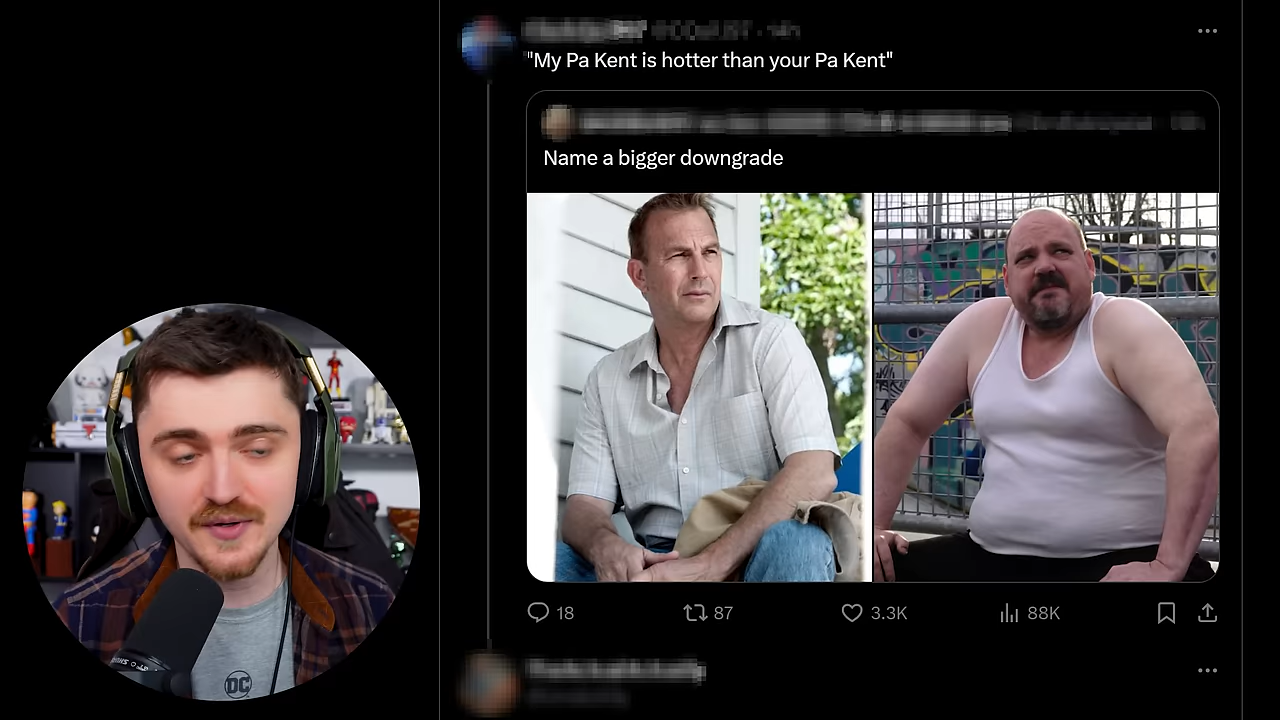 "My Pa Kent is hotter than your Pa Kent"
Name a bigger downgrade
18
87
3.3K
88K
DC